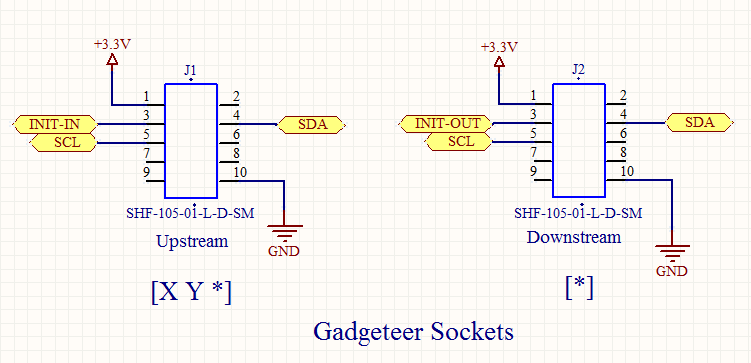 +3.3V
J1
1 2
INIT-IN 3 4 SDA
SCL 5 6
7 8
9 10
SHF-105-01-L-D-SM
Upstream
GND
[X Y *]
+3.3V
J2
1 2
INIT-OUT 3 4 SDA
SCL 5 6
7 8
9 10
SHF-105-01-L-D-SM
Downstream
GND
[*]
Gadgeteer Sockets